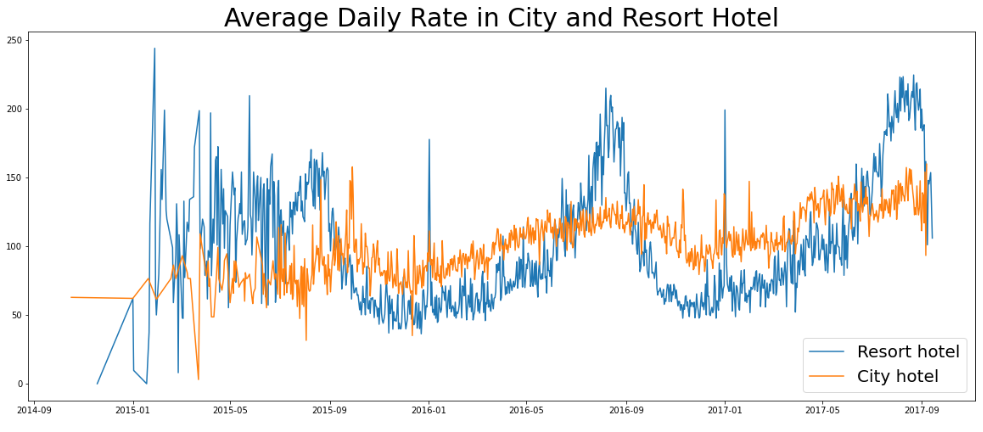 Average Daily Rate in City and Resort Hotel
250
200
150
100
50
0
2014-09 2015-01 2015-05 2015-09 2016-01 2016-05 2016-09 2017-01 2017-05 2017-09
Resort hotel
City hotel